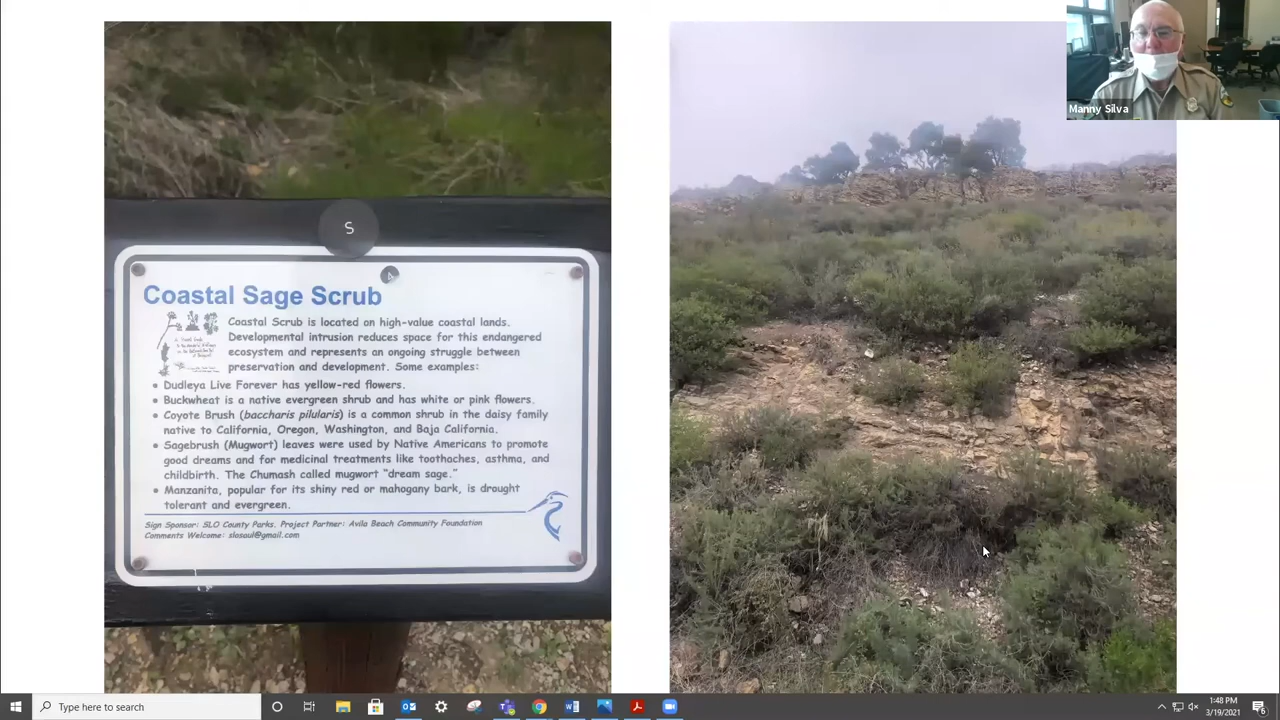 S
Coastal Sage Scrub
Coastal Scrub is located on high-value coastal lands.
Developmental intrusion reduces space for this endangered
ecosystem and represents an ongoing struggle between
preservation and development. Some examples:
• Dudleya Live Forever has yellow-red flowers.
• Buckwheat is a native evergreen shrub and has white or pink flowers.
• Coyote Brush (baccharis pilularis) is a common shrub in the daisy family
native to California, Oregon, Washington, and Baja California.
• Sagebrush (Mugwort) leaves were used by Native Americans to promote
good dreams and for medicinal treatments like toothaches, asthma, and
childbirth. The Chumash called mugwort "dream sage."
• Manzanita, popular for its shiny red or mahogany bark, is drought
tolerant and evergreen.
Sign Sponsor: SLO County Parks. Project Partner: Avila Beach Community Foundation
Comments Welcome: slosaul@gmail.com
Manny Silva
Type here to search
1:48 PM
3/19/2021
6